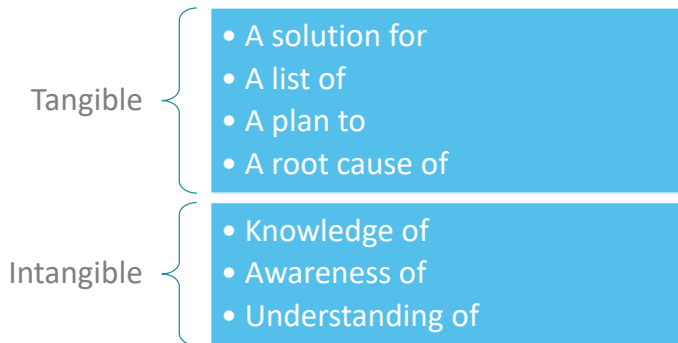 Tangible
• A solution for
• A list of
• A plan to
• A root cause of
Intangible
• Knowledge of
• Awareness of
• Understanding of